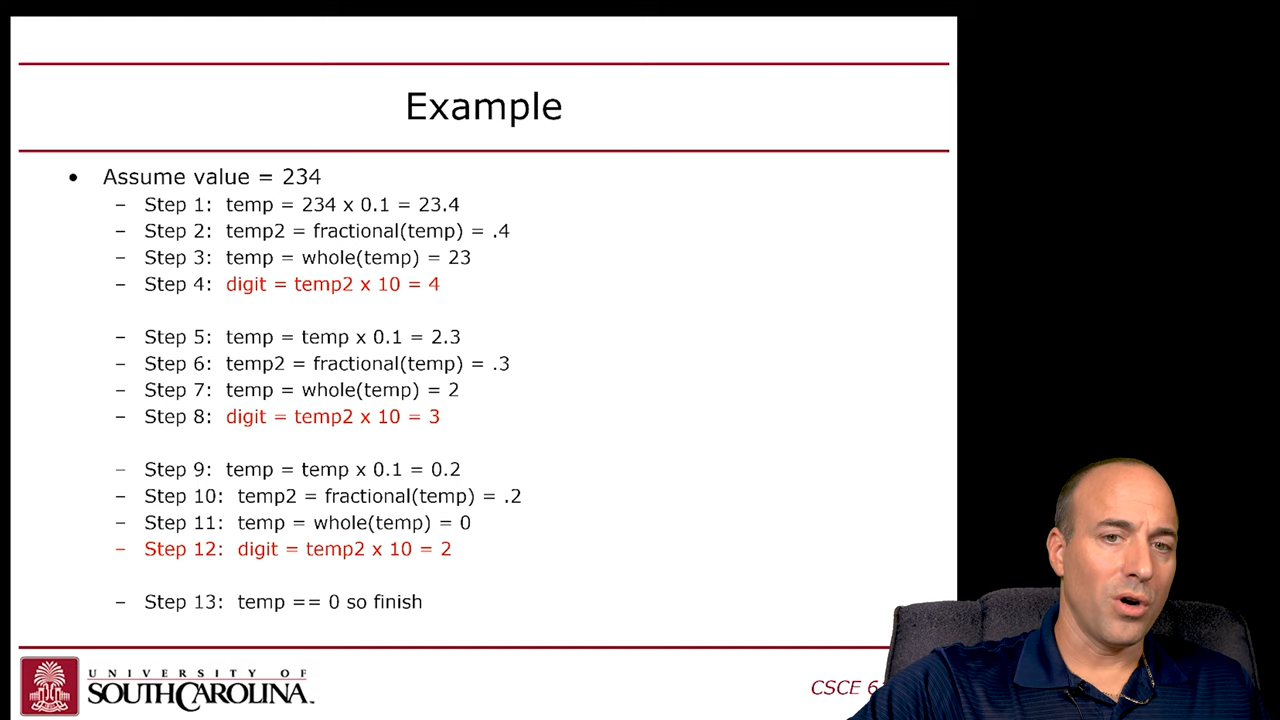 Example
• Assume value = 234
– Step 1: temp = 234 x 0.1 = 23.4
– Step 2: temp2 = fractional(temp) = .4
– Step 3: temp = whole(temp) = 23
– Step 4: digit = temp2 x 10 = 4
– Step 5: temp = temp x 0.1 = 2.3
– Step 6: temp2 = fractional(temp) = .3
– Step 7: temp = whole(temp) = 2
– Step 8: digit = temp2 x 10 = 3
– Step 9: temp = temp x 0.1 = 0.2
– Step 10: temp2 = fractional(temp) = .2
– Step 11: temp = whole(temp) = 0
– Step 12: digit = temp2 x 10 = 2
– Step 13: temp == 0 so finish
UNIVERSITY OF
SOUTH CAROLINA
CSCE 6